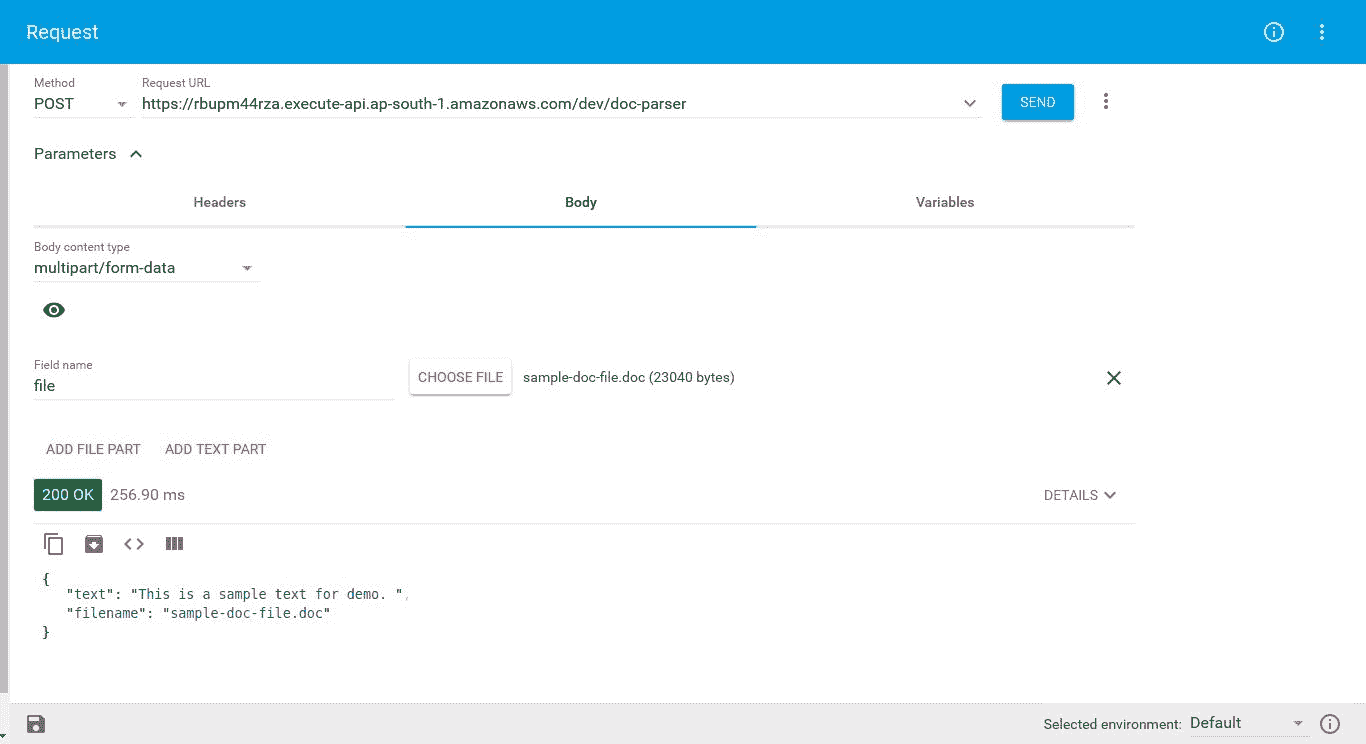 Request
Method
Request URL
POST
https://rbupm44rza.execute-api.ap-south-1.amazonaws.com/dev/doc-parser
SEND
Parameters
Headers
Body
Variables
Body content type
multipart/form-data
Field name
file
CHOOSE FILE
sample-doc-file.doc (23040 bytes)
ADD FILE PART
ADD TEXT PART
200 OK
256.90 ms
DETAILS
{
"text": "This is a sample text for demo. ",
"filename": "sample-doc-file.doc"
}
Selected environment:
Default